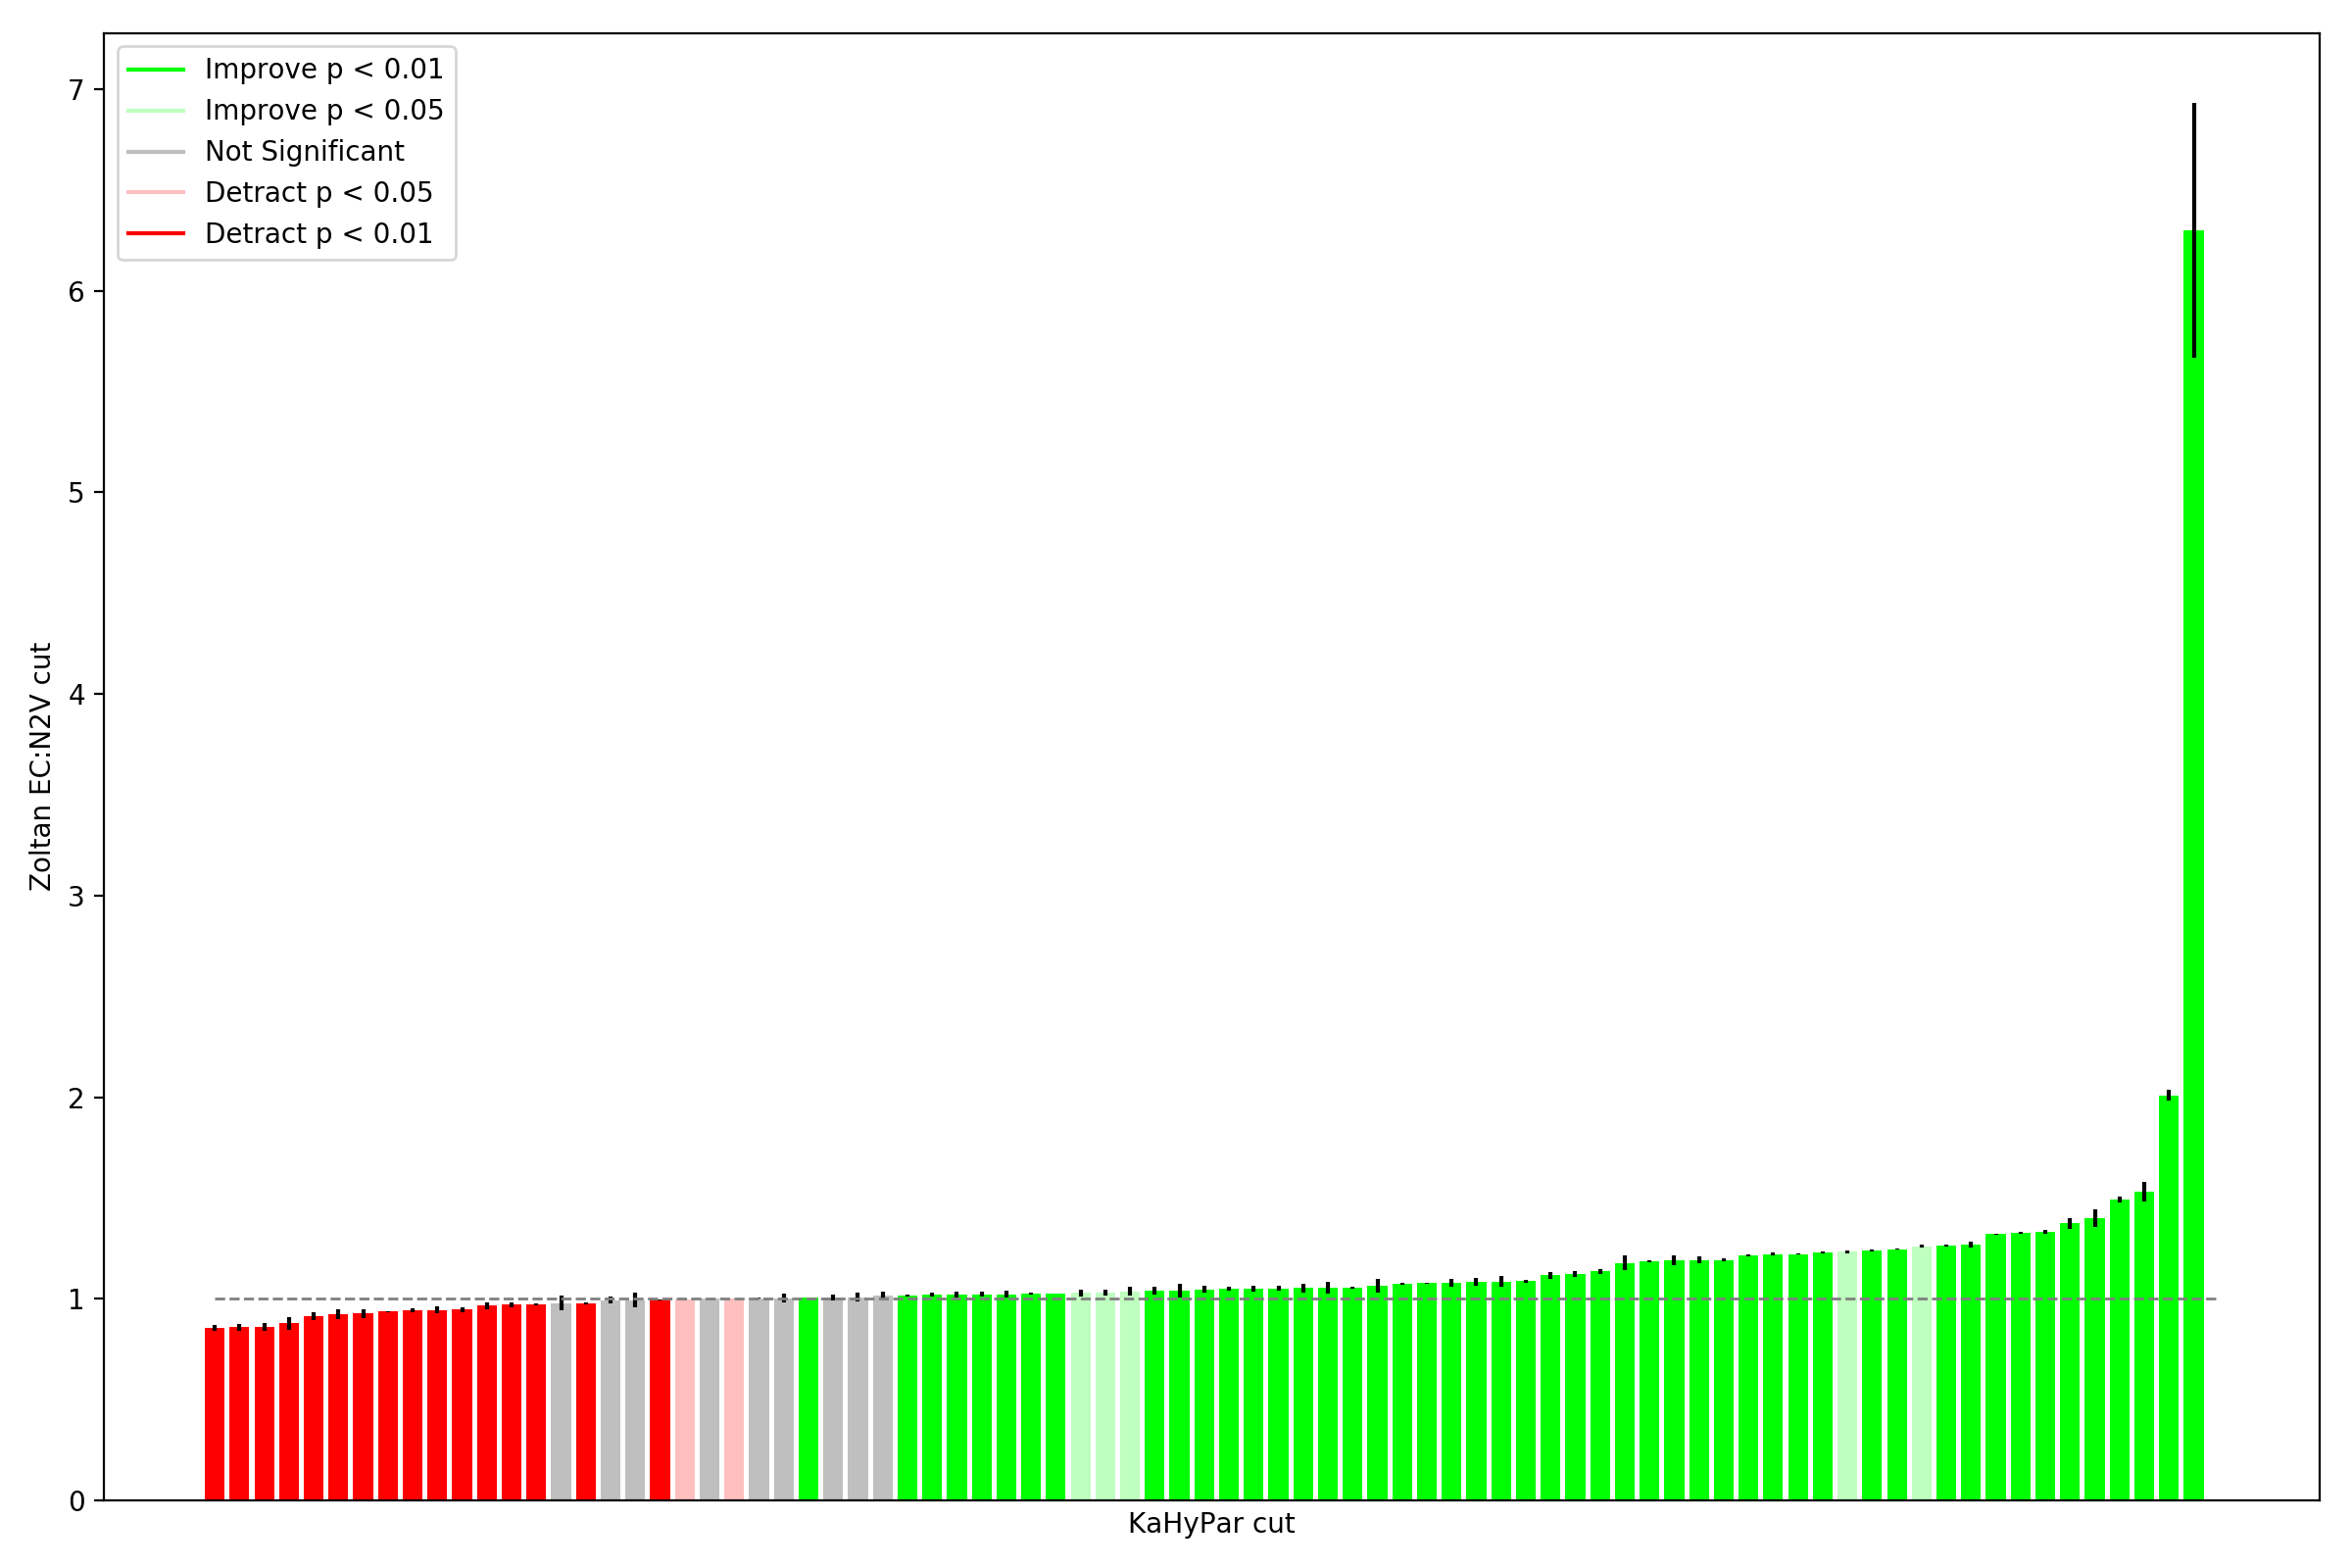 Improve p < 0.01
Improve p < 0.05
Not Significant
Detract p < 0.05
Detract p < 0.01
7
6
5
4
3
2
1
0
Zoltan EC:N2V cut
KaHyPar cut